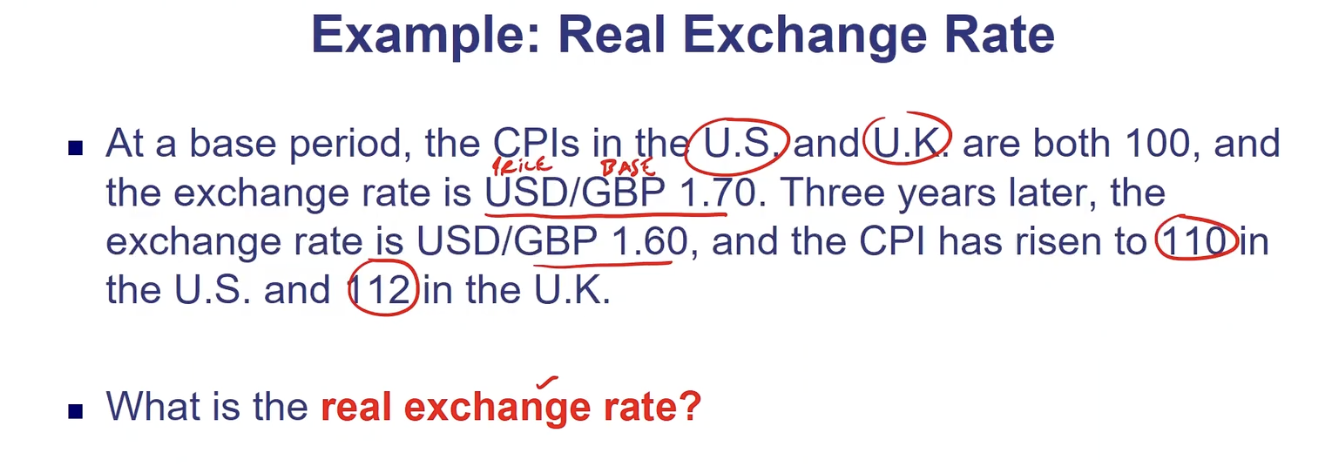 Example: Real Exchange Rate
At a base period, the CPIs in the U.S. and U.K. are both 100, and
PRICE BASE
the exchange rate is USD/GBP 1.70. Three years later, the
exchange rate is USD/GBP 1.60, and the CPI has risen to 110 in
the U.S. and 112 in the U.K.
What is the real exchange rate?